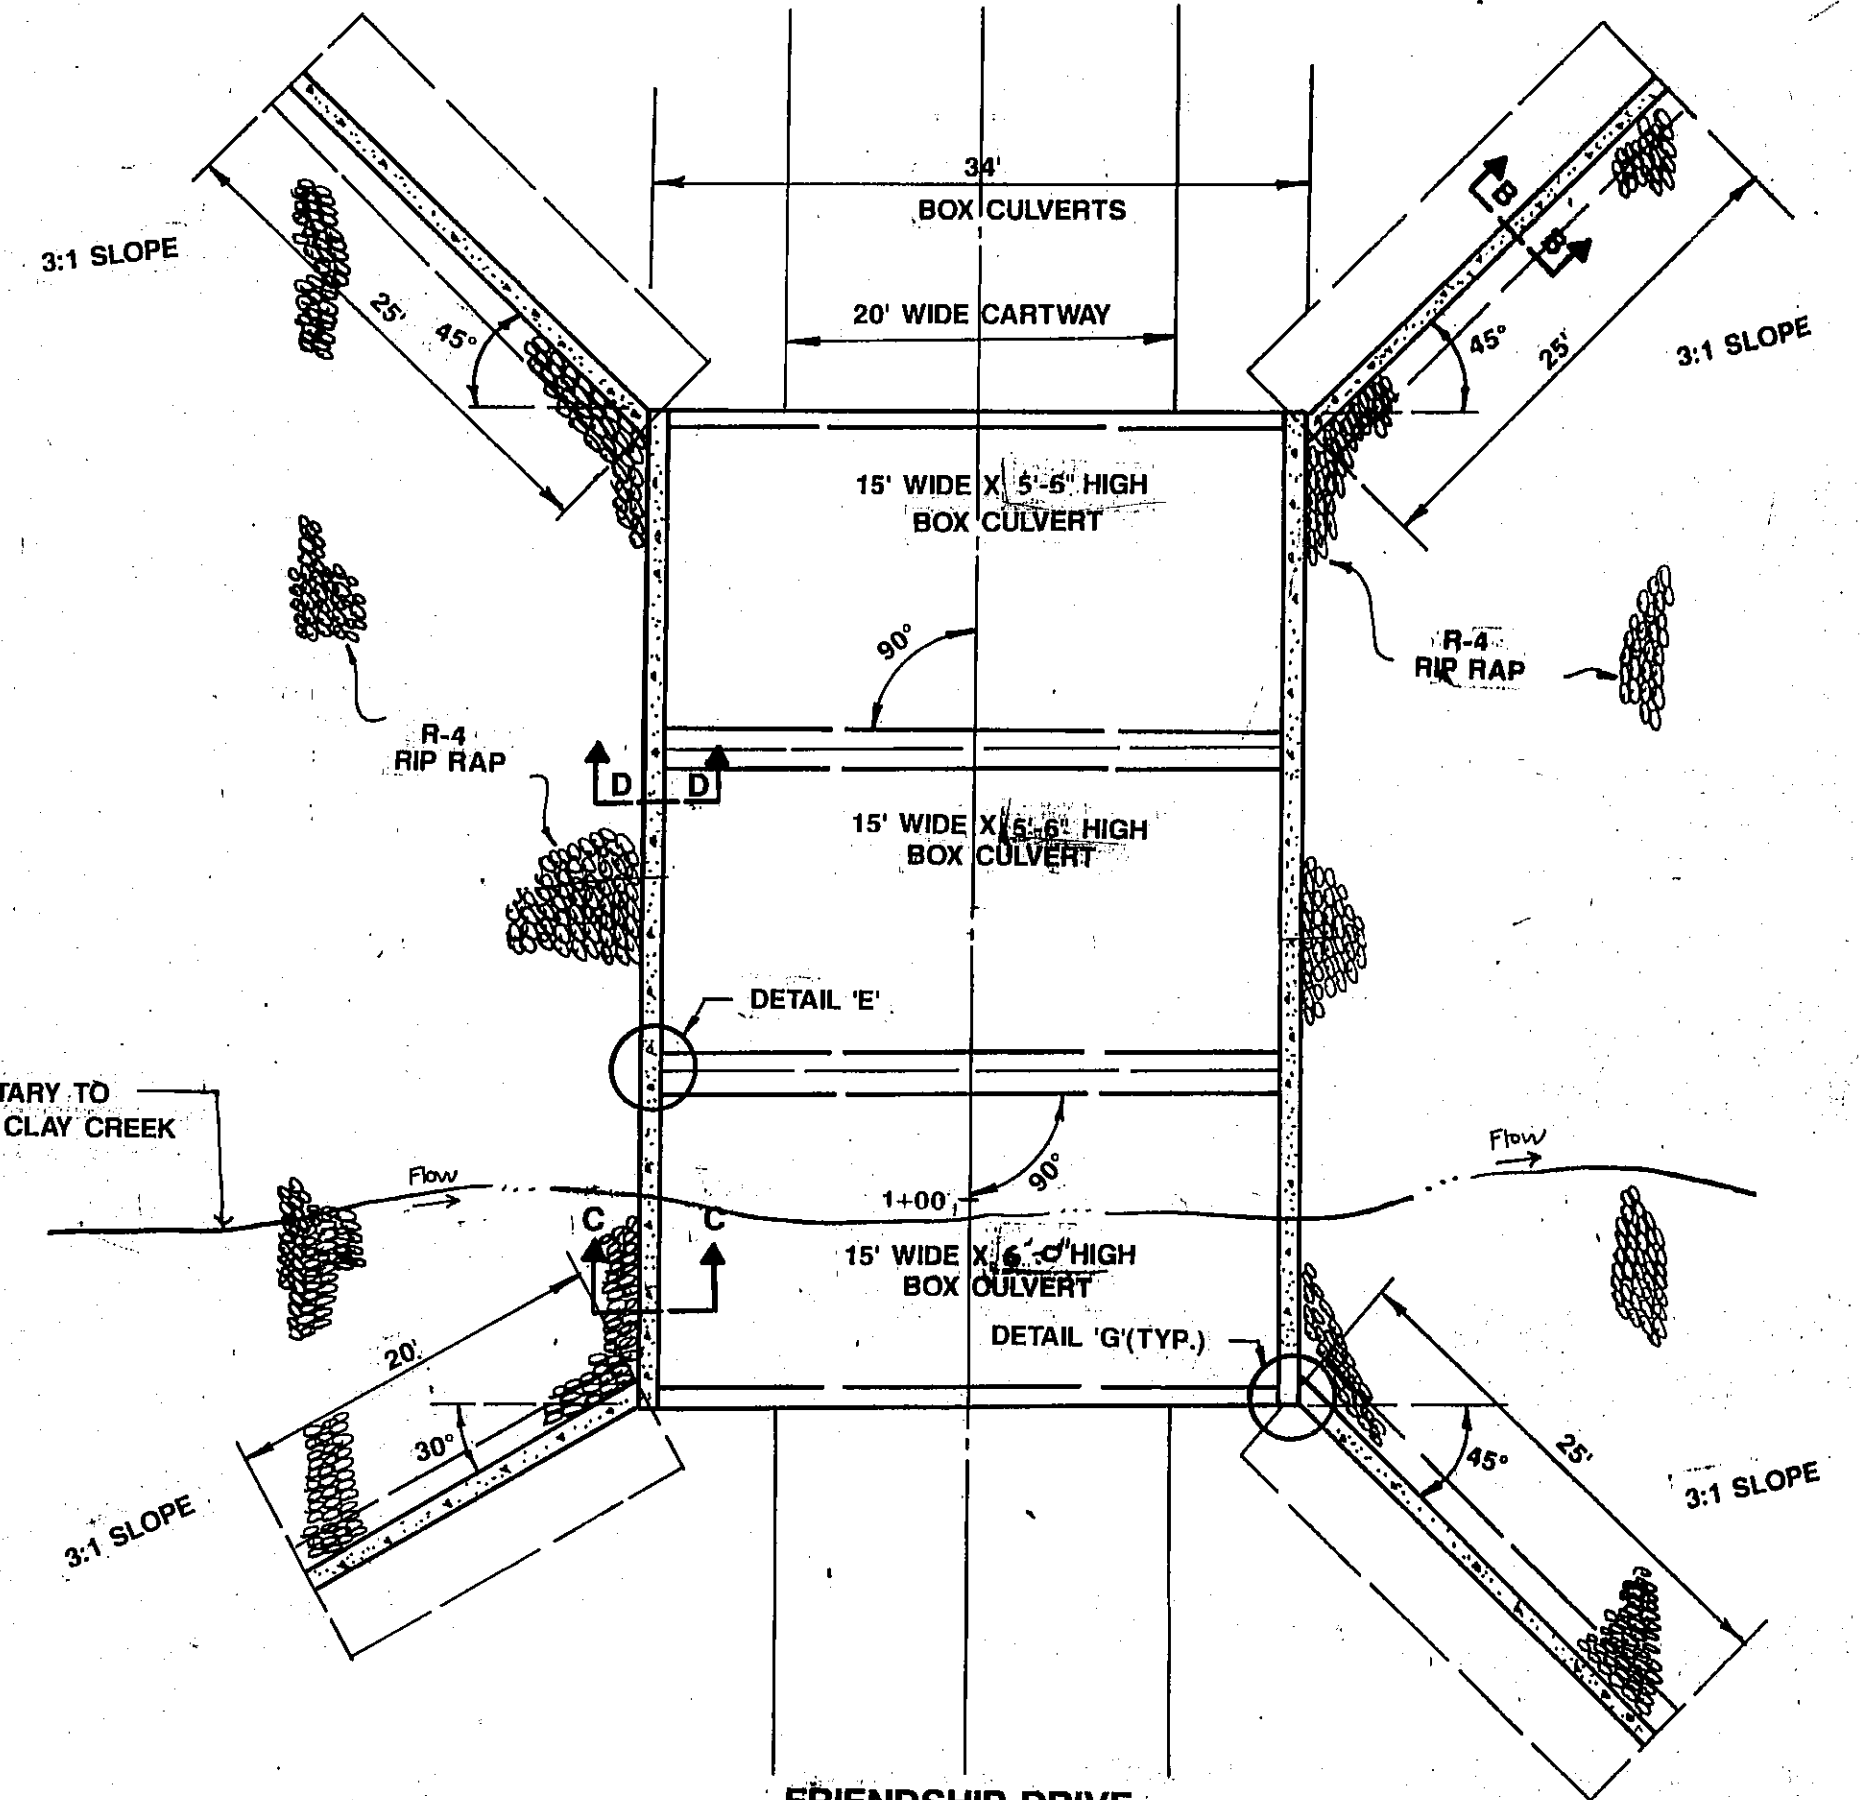 34'
BOX CULVERTS
20' WIDE CARTWAY
3:1 SLOPE
25'
45°
B
B
45°
25'
3:1 SLOPE
15' WIDE X 5'-6" HIGH
BOX CULVERT
90°
R-4
RIP RAP
R-4
RIP RAP
D D
15' WIDE X 5'-6" HIGH
BOX CULVERT
DETAIL 'E'
TARY TO
CLAY CREEK
Flow
Flow
90°
1+00
C C
15' WIDE X 6'-0" HIGH
BOX CULVERT
DETAIL 'G'(TYP.)
20'
30°
3:1 SLOPE
45°
25'
3:1 SLOPE
FRIENDSHIP DRIVE